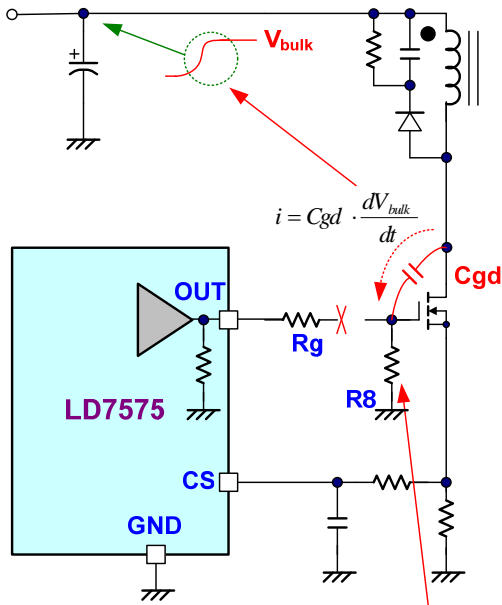 +
Vbulk
i = Cgd · dVbulk
dt
Cgd
OUT
Rg
R8
LD7575
CS
GND